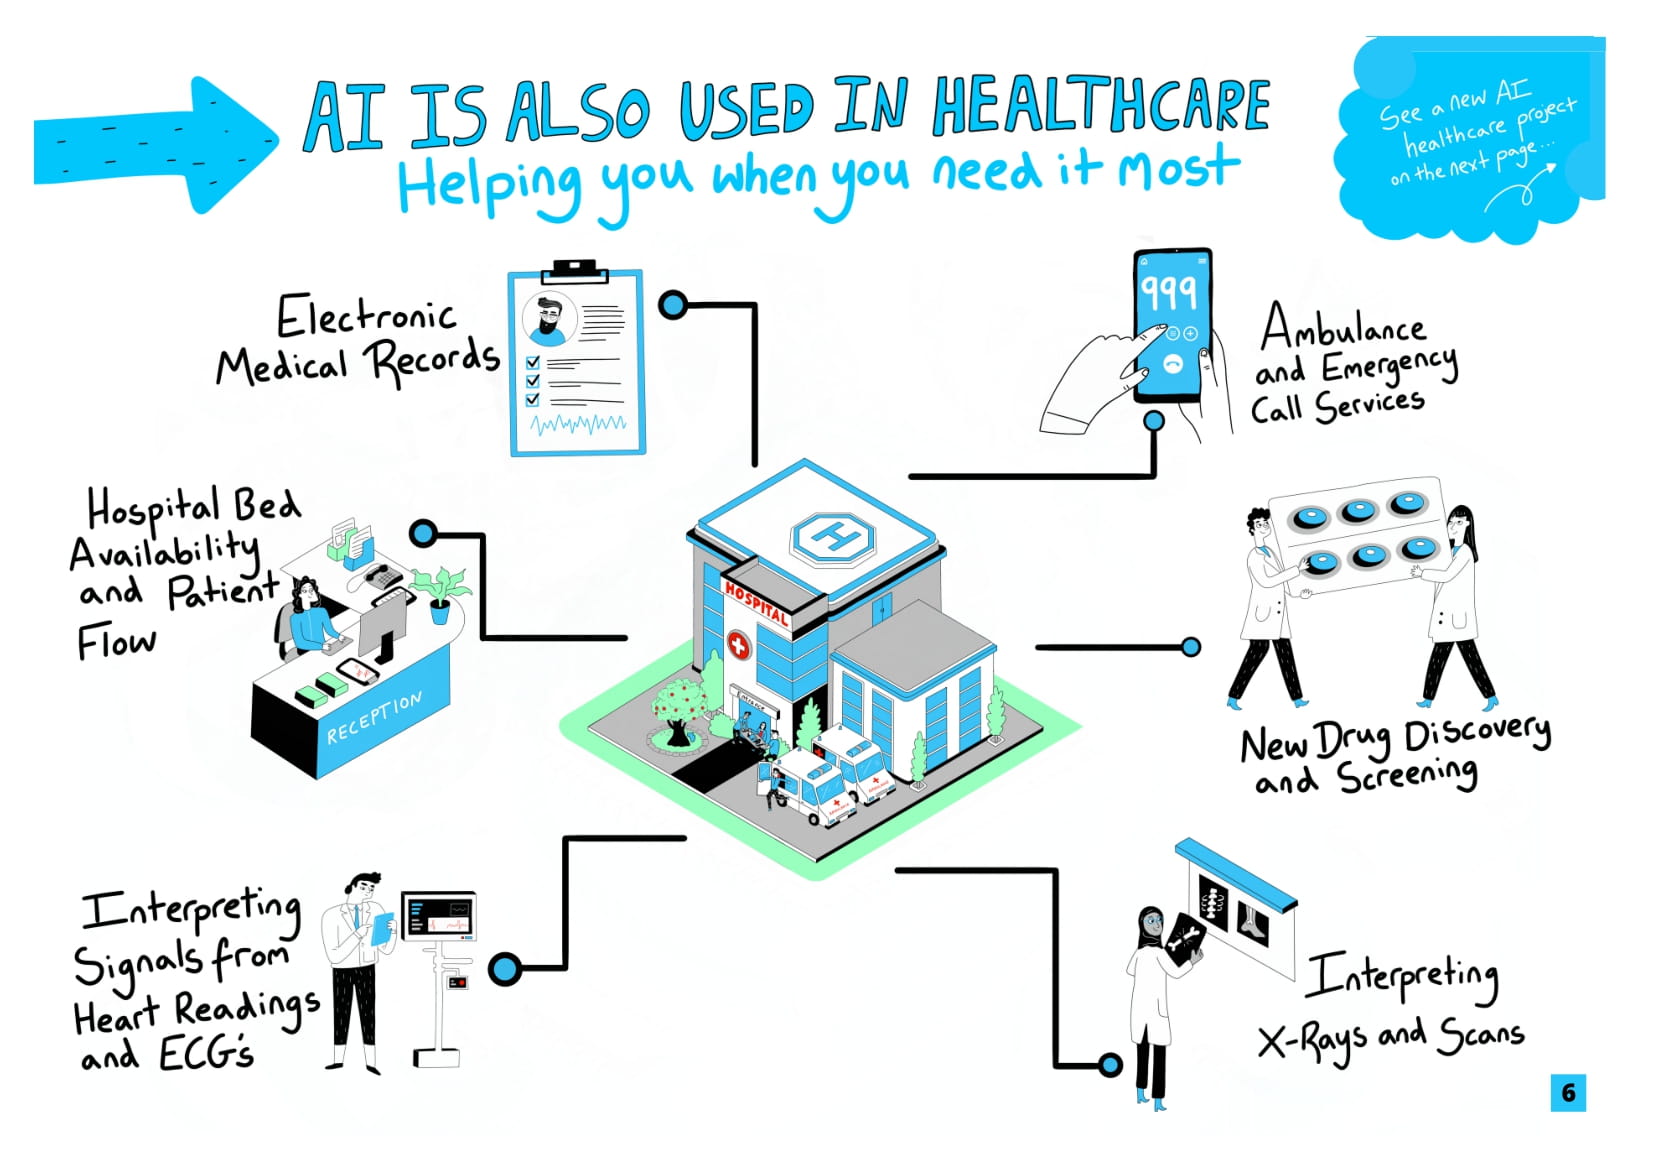 AI IS ALSO USED IN HEALTHCARE
Helping you when you need it most
See a new AI
healthcare project
on the next page...
Electronic
Medical Records
999
Ambulance
and Emergency
Call Services
Hospital Bed
Availability
and Patient
Flow
RECEPTION
H
HOSPITAL
New Drug Discovery
and Screening
Interpreting
Signals from
Heart Readings
and ECG's
Interpreting
X-Rays and Scans
6